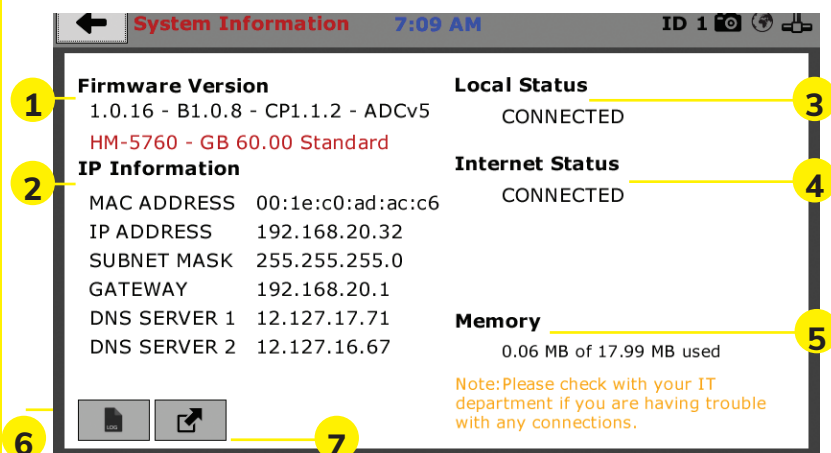 System Information 7:09 AM ID 1
Firmware Version
1.0.16 - B1.0.8 - CP1.1.2 - ADCv5
HM-5760 - GB 60.00 Standard
IP Information
MAC ADDRESS 00:1e:c0:ad:ac:c6
IP ADDRESS 192.168.20.32
SUBNET MASK 255.255.255.0
GATEWAY 192.168.20.1
DNS SERVER 1 12.127.17.71
DNS SERVER 2 12.127.16.67
LOG
Local Status
CONNECTED
Internet Status
CONNECTED
Memory
0.06 MB of 17.99 MB used
Note:Please check with your IT
department if you are having trouble
with any connections.
1
2
3
4
5
6
7